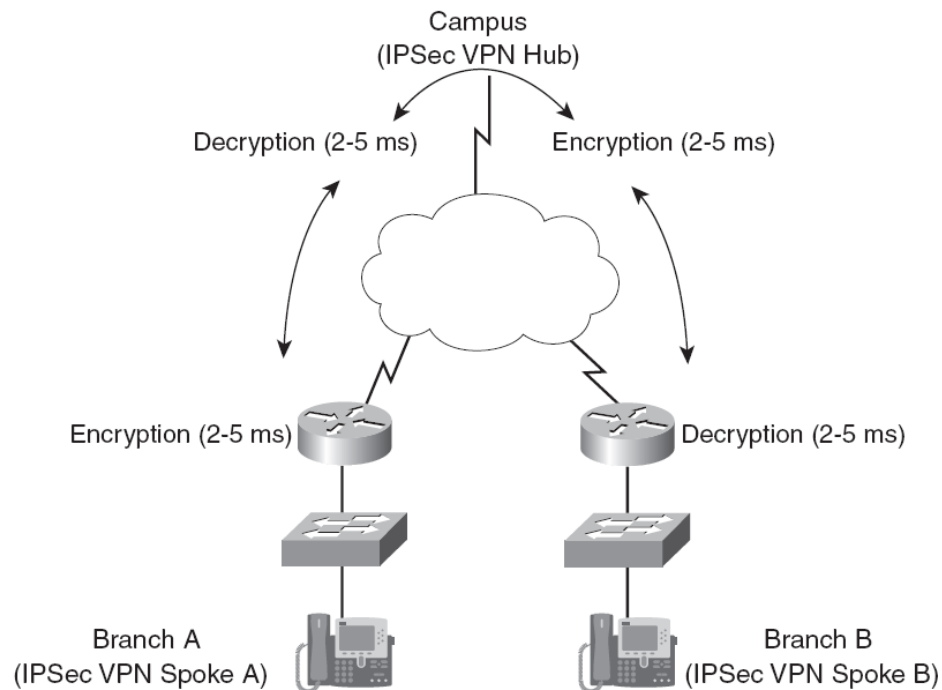 Campus
(IPSec VPN Hub)
Decryption (2-5 ms)
Encryption (2-5 ms)
Encryption (2-5 ms)
Decryption (2-5 ms)
Branch A
(IPSec VPN Spoke A)
Branch B
(IPSec VPN Spoke B)